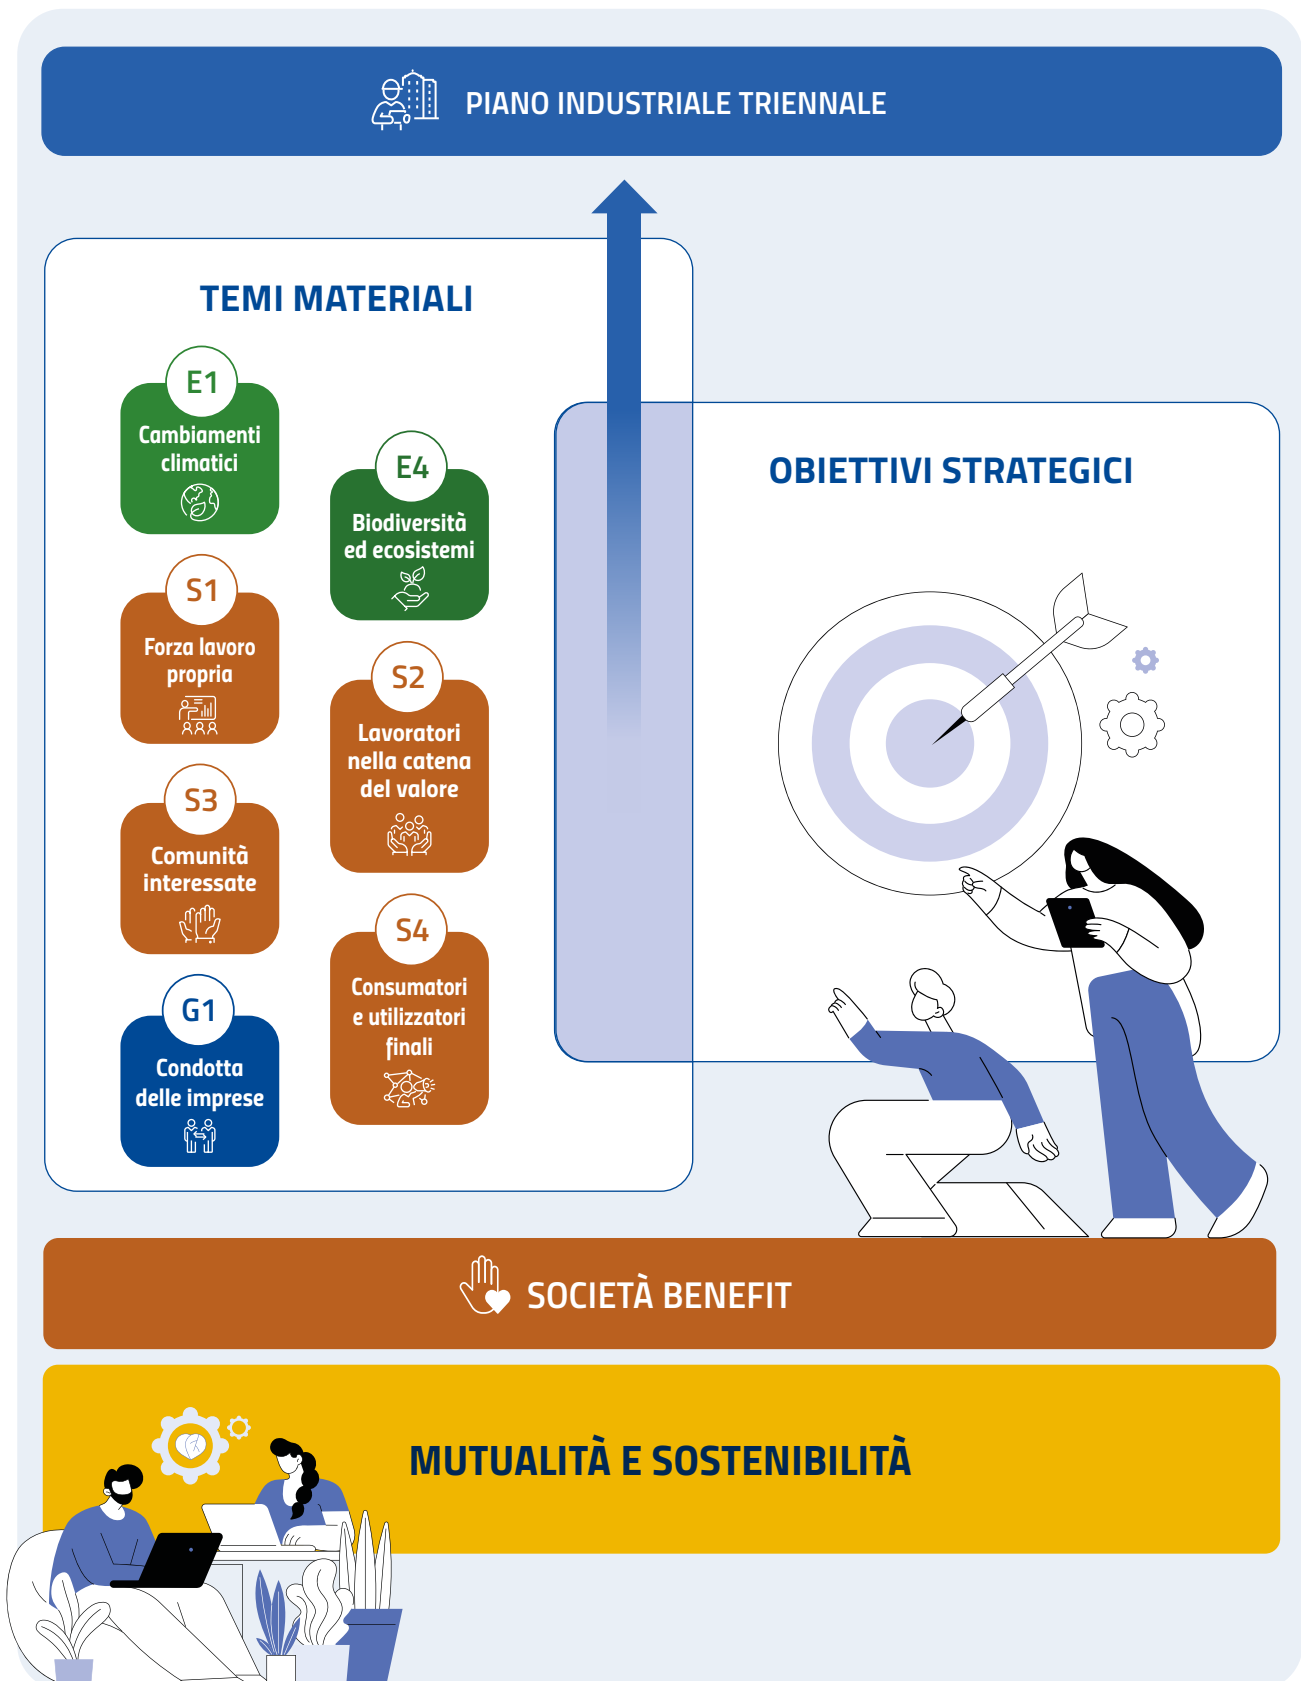 PIANO INDUSTRIALE TRIENNALE
TEMI MATERIALI
E1
Cambiamenti
climatici
E4
Biodiversità
ed ecosistemi
S1
Forza lavoro
propria
S2
Lavoratori
nella catena
del valore
S3
Comunità
interessate
S4
Consumatori
e utilizzatori
finali
G1
Condotta
delle imprese
OBIETTIVI STRATEGICI
SOCIETÀ BENEFIT
MUTUALITÀ E SOSTENIBILITÀ